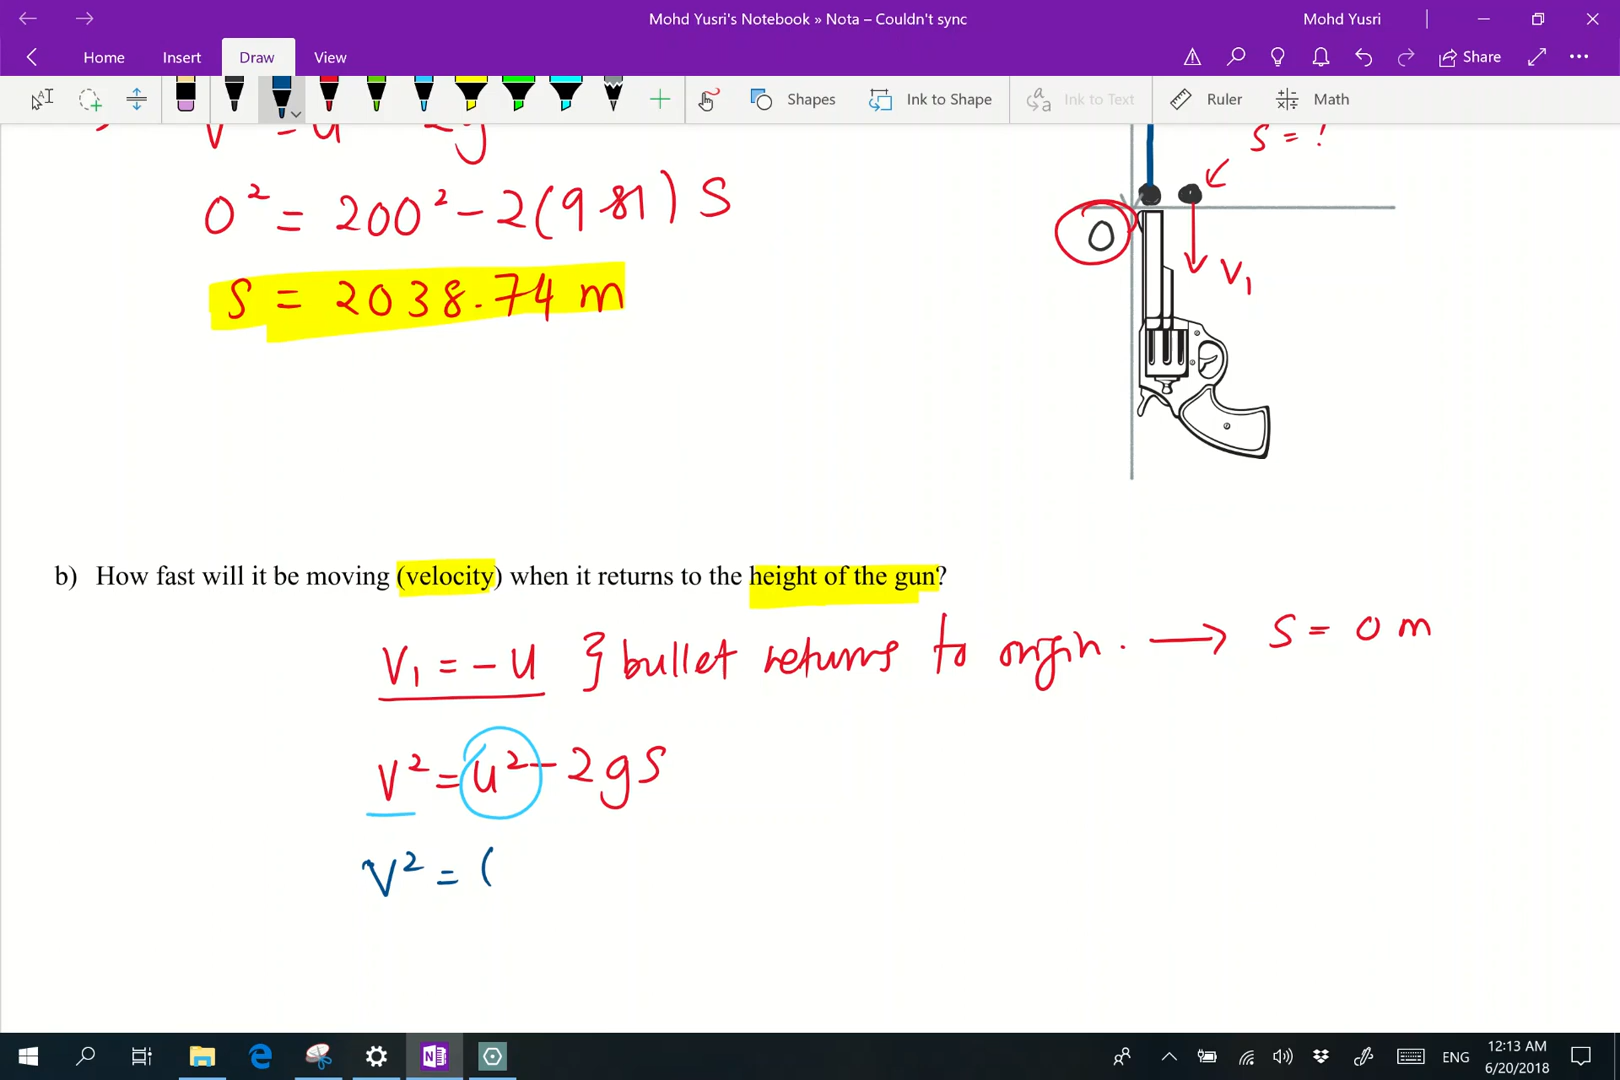 Mohd Yusri's Notebook » Nota – Couldn't sync
Mohd Yusri
Home
Insert
Draw
View
Shapes
Ink to Shape
Ink to Text
Ruler
Math
Share
0² = 200² - 2(981) S
S = 2038.74 m
S = ?
O
V₁
b) How fast will it be moving (velocity) when it returns to the height of the gun?
V₁ = - u } bullet returns to origin. → S = 0 m
V² = u² - 2gS
V² = (
ENG
12:13 AM
6/20/2018